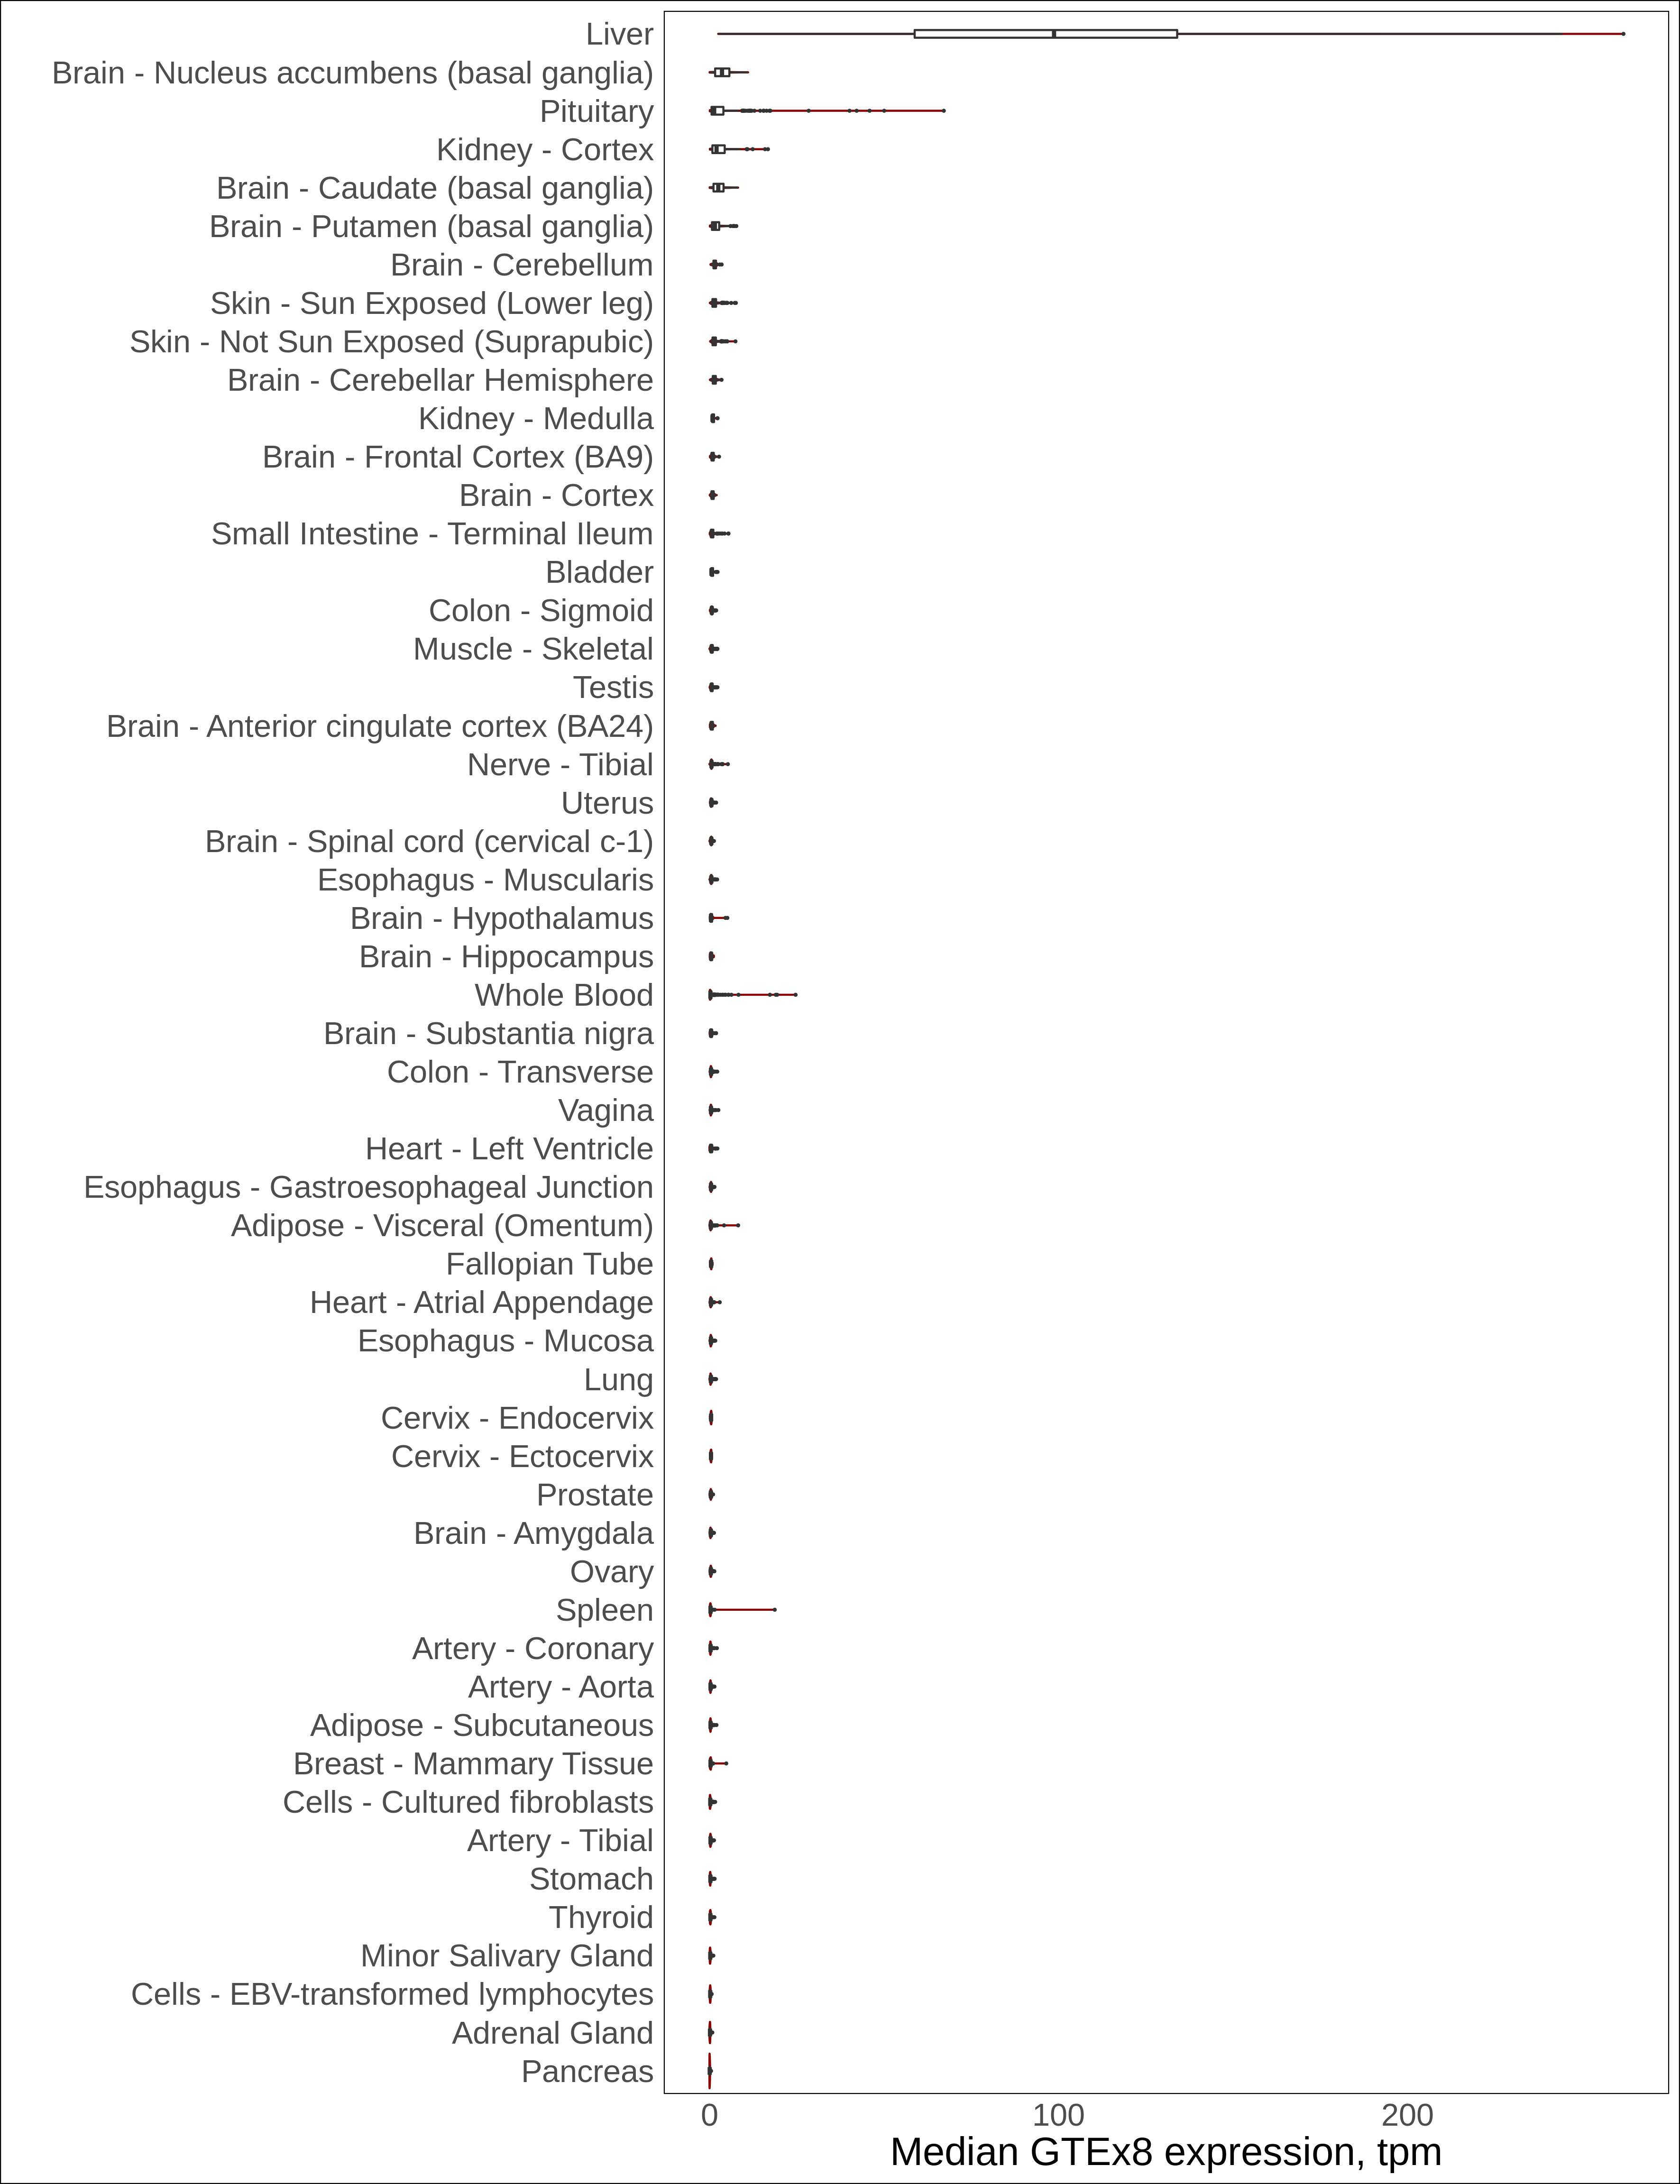 Liver
Brain - Nucleus accumbens (basal ganglia)
Pituitary
Kidney - Cortex
Brain - Caudate (basal ganglia)
Brain - Putamen (basal ganglia)
Brain - Cerebellum
Skin - Sun Exposed (Lower leg)
Skin - Not Sun Exposed (Suprapubic)
Brain - Cerebellar Hemisphere
Kidney - Medulla
Brain - Frontal Cortex (BA9)
Brain - Cortex
Small Intestine - Terminal Ileum
Bladder
Colon - Sigmoid
Muscle - Skeletal
Testis
Brain - Anterior cingulate cortex (BA24)
Nerve - Tibial
Uterus
Brain - Spinal cord (cervical c-1)
Esophagus - Muscularis
Brain - Hypothalamus
Brain - Hippocampus
Whole Blood
Brain - Substantia nigra
Colon - Transverse
Vagina
Heart - Left Ventricle
Esophagus - Gastroesophageal Junction
Adipose - Visceral (Omentum)
Fallopian Tube
Heart - Atrial Appendage
Esophagus - Mucosa
Lung
Cervix - Endocervix
Cervix - Ectocervix
Prostate
Brain - Amygdala
Ovary
Spleen
Artery - Coronary
Artery - Aorta
Adipose - Subcutaneous
Breast - Mammary Tissue
Cells - Cultured fibroblasts
Artery - Tibial
Stomach
Thyroid
Minor Salivary Gland
Cells - EBV-transformed lymphocytes
Adrenal Gland
Pancreas
0 100 200
Median GTEx8 expression, tpm